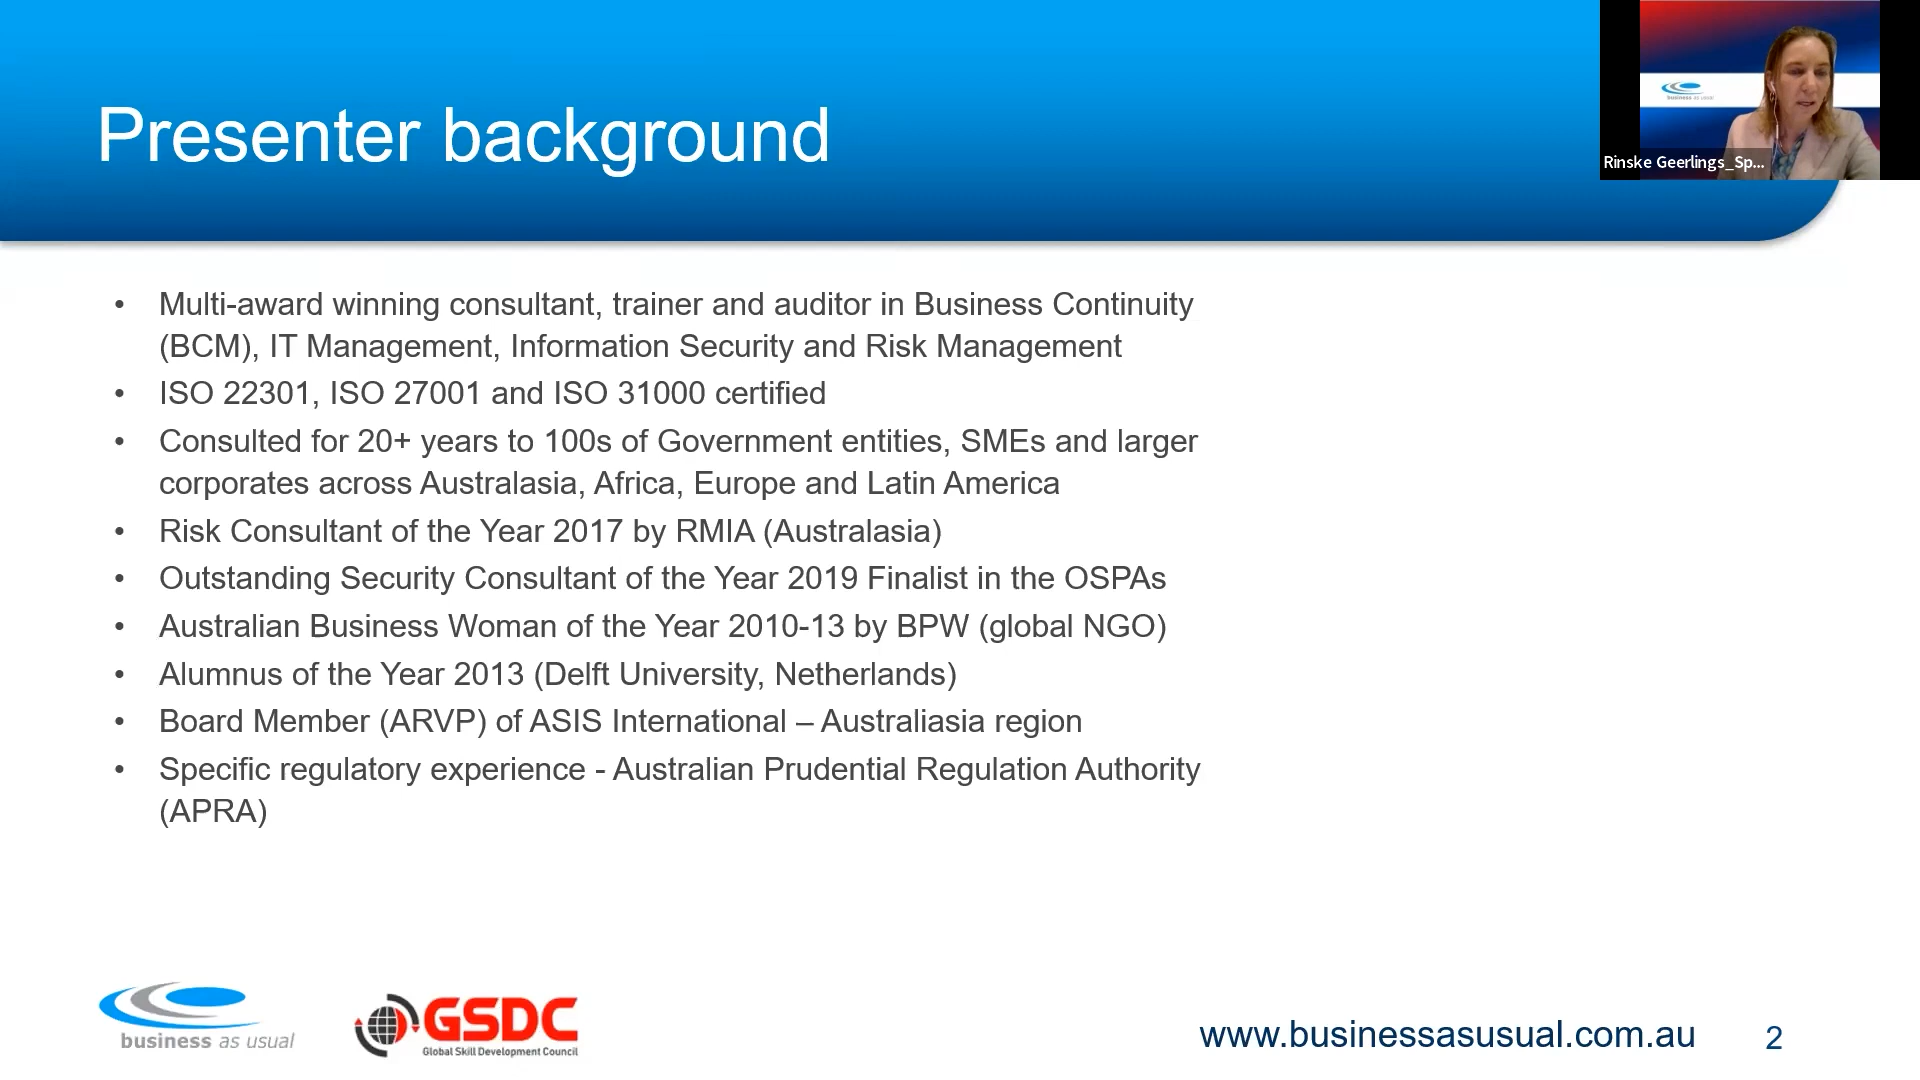 Presenter background
business as usual
Rinske Geerlings_Sp...
• Multi-award winning consultant, trainer and auditor in Business Continuity
(BCM), IT Management, Information Security and Risk Management
• ISO 22301, ISO 27001 and ISO 31000 certified
• Consulted for 20+ years to 100s of Government entities, SMEs and larger
corporates across Australasia, Africa, Europe and Latin America
• Risk Consultant of the Year 2017 by RMIA (Australasia)
• Outstanding Security Consultant of the Year 2019 Finalist in the OSPAs
• Australian Business Woman of the Year 2010-13 by BPW (global NGO)
• Alumnus of the Year 2013 (Delft University, Netherlands)
• Board Member (ARVP) of ASIS International – Australiasia region
• Specific regulatory experience - Australian Prudential Regulation Authority
(APRA)
business as usual
GSDC
Global Skill Development Council
www.businessasusual.com.au
2